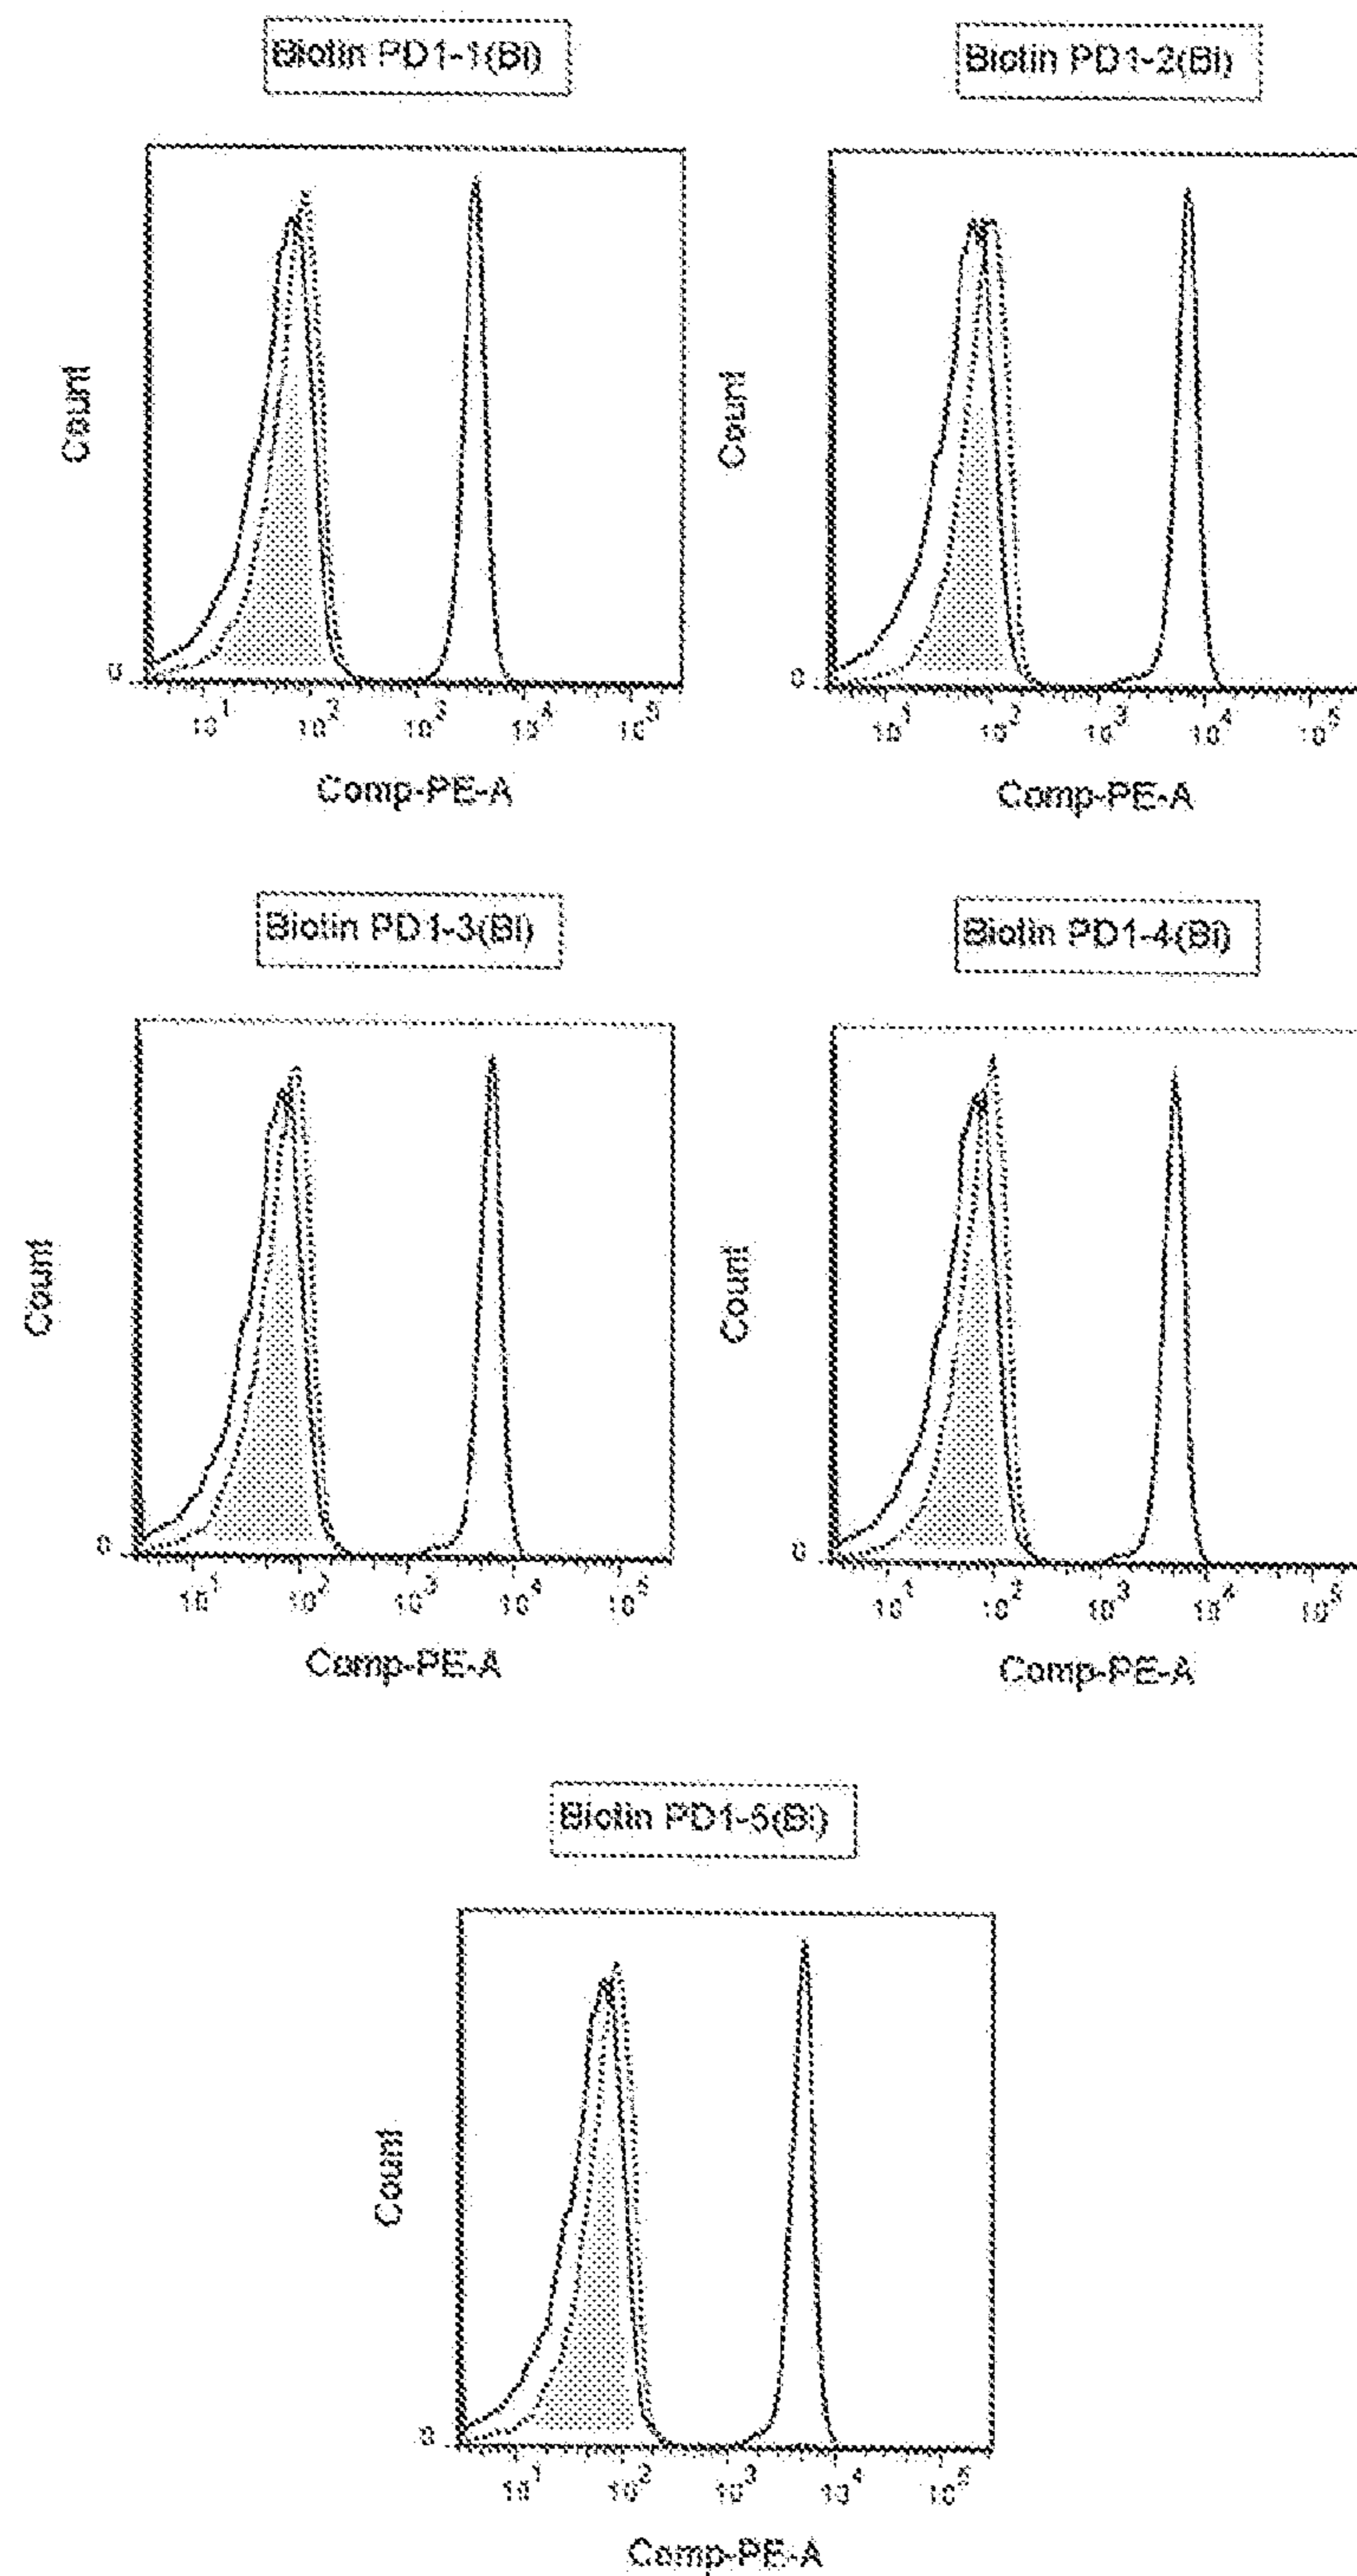 Biotin PD1-1(BI)
Biotin PD1-2(BI)
Count
Count
0
0
10^1 10^2 10^3 10^4 10^5
10^1 10^2 10^3 10^4 10^5
Comp-PE-A
Comp-PE-A
Biotin PD1-3(BI)
Biotin PD1-4(BI)
Count
Count
0
0
10^1 10^2 10^3 10^4 10^5
10^1 10^2 10^3 10^4 10^5
Comp-PE-A
Comp-PE-A
Biotin PD1-5(BI)
Count
0
10^1 10^2 10^3 10^4 10^5
Comp-PE-A